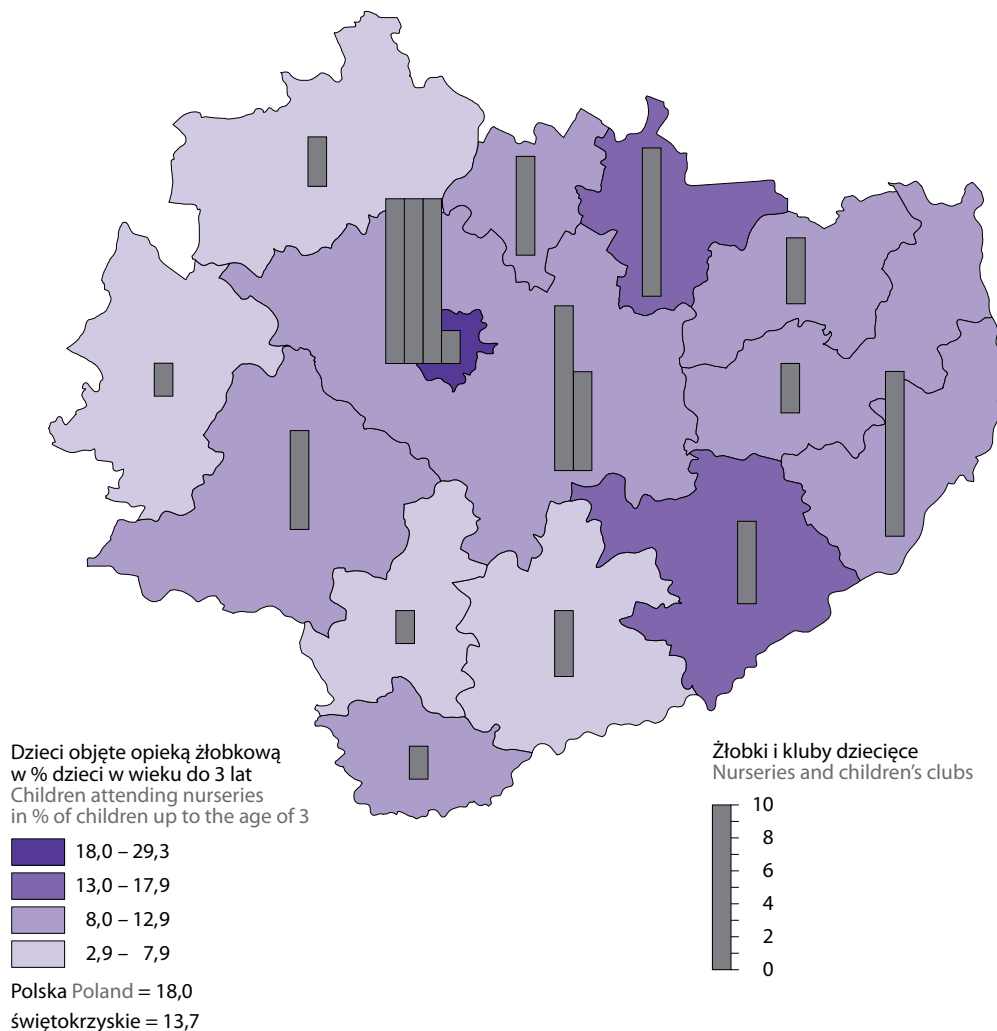 Dzieci objęte opieką żłobkową
w % dzieci w wieku do 3 lat
Children attending nurseries
in % of children up to the age of 3
18,0 – 29,3
13,0 – 17,9
8,0 – 12,9
2,9 – 7,9
Polska Poland = 18,0
świętokrzyskie = 13,7
Żłobki i kluby dziecięce
Nurseries and children's clubs
10
8
6
4
2
0